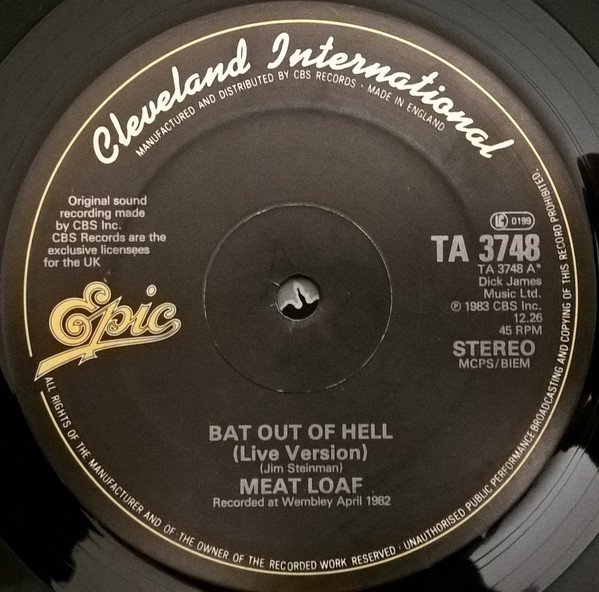 Cleveland International
MANUFACTURED AND DISTRIBUTED BY CBS RECORDS · MADE IN ENGLAND
Original sound
recording made
by CBS Inc.
CBS Records are the
exclusive licensees
for the UK
Epic
LC 0199
TA 3748
TA 3748 A*
Dick James
Music Ltd.
℗ 1983 CBS Inc.
12.26
45 RPM
STEREO
MCPS/BIEM
BAT OUT OF HELL
(Live Version)
(Jim Steinman)
MEAT LOAF
Recorded at Wembley April 1982
ALL RIGHTS OF THE MANUFACTURER AND OF THE OWNER OF THE RECORDED WORK RESERVED · UNAUTHORISED PUBLIC PERFORMANCE BROADCASTING AND COPYING OF THIS RECORD PROHIBITED.